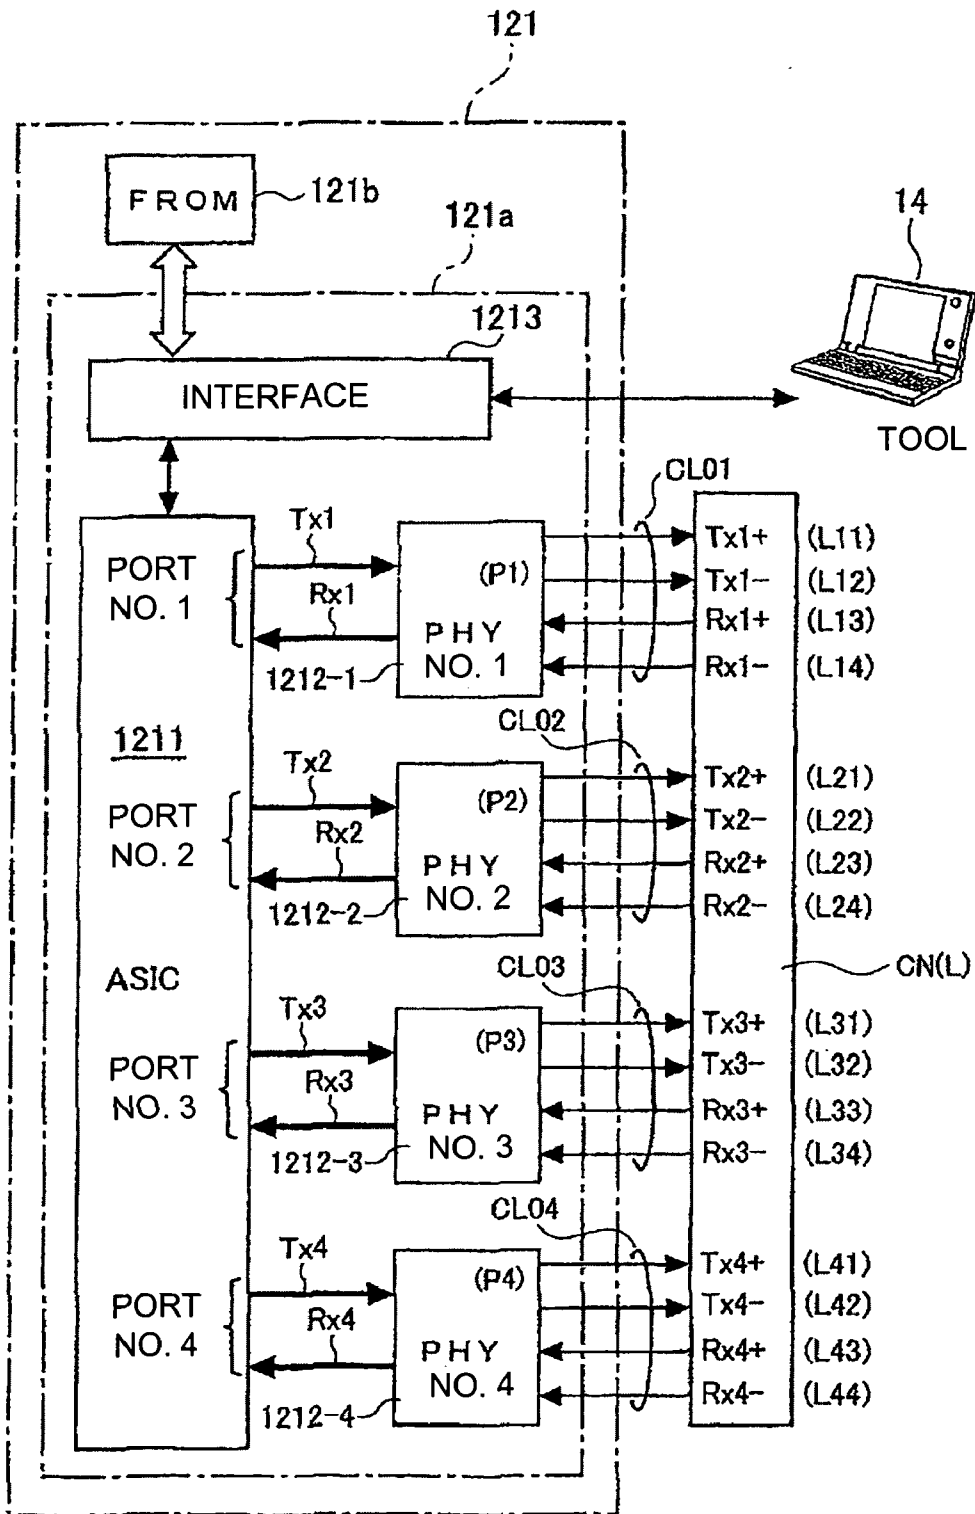 121
FROM
121b
121a
14
1213
INTERFACE
TOOL
CL01
PORT
NO. 1
Tx1
Rx1
(P1)
PHY
NO. 1
1212-1
Tx1+ (L11)
Tx1- (L12)
Rx1+ (L13)
Rx1- (L14)
1211
CL02
PORT
NO. 2
Tx2
Rx2
(P2)
PHY
NO. 2
1212-2
Tx2+ (L21)
Tx2- (L22)
Rx2+ (L23)
Rx2- (L24)
CN(L)
ASIC
CL03
PORT
NO. 3
Tx3
Rx3
(P3)
PHY
NO. 3
1212-3
Tx3+ (L31)
Tx3- (L32)
Rx3+ (L33)
Rx3- (L34)
CL04
PORT
NO. 4
Tx4
Rx4
(P4)
PHY
NO. 4
1212-4
Tx4+ (L41)
Tx4- (L42)
Rx4+ (L43)
Rx4- (L44)